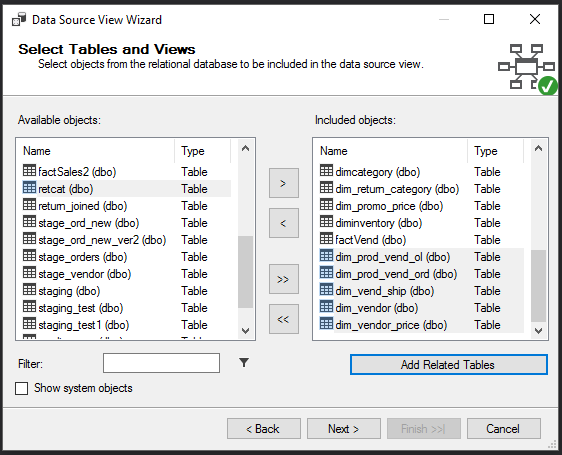 Data Source View Wizard
Select Tables and Views
Select objects from the relational database to be included in the data source view.
Available objects:
Name Type
factSales2 (dbo) Table
retcat (dbo) Table
return_joined (dbo) Table
stage_ord_new (dbo) Table
stage_ord_new_ver2 (dbo) Table
stage_orders (dbo) Table
stage_vendor (dbo) Table
staging (dbo) Table
staging_test (dbo) Table
staging_test1 (dbo) Table
>
<
>>
<<
Included objects:
Name Type
dimcategory (dbo) Table
dim_return_category (dbo) Table
dim_promo_price (dbo) Table
diminventory (dbo) Table
factVend (dbo) Table
dim_prod_vend_ol (dbo) Table
dim_prod_vend_ord (dbo) Table
dim_vend_ship (dbo) Table
dim_vendor (dbo) Table
dim_vendor_price (dbo) Table
Filter:
Add Related Tables
Show system objects
< Back
Next >
Finish >>|
Cancel